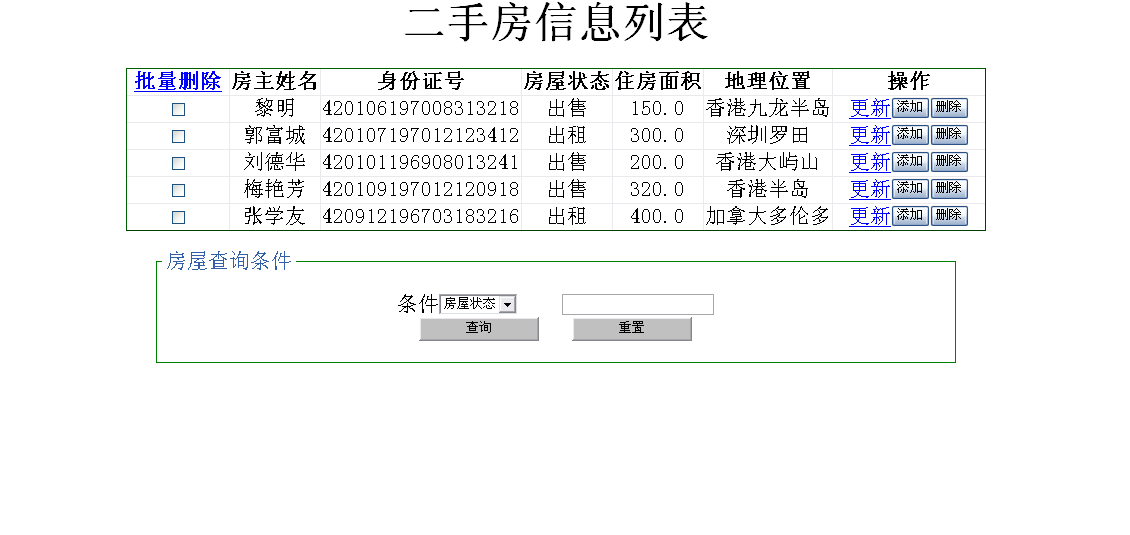 二手房信息列表
批量删除 房主姓名 身份证号 房屋状态 住房面积 地理位置 操作
黎明 420106197008313218 出售 150.0 香港九龙半岛 更新 添加 删除
郭富城 420107197012123412 出租 300.0 深圳罗田 更新 添加 删除
刘德华 420101196908013241 出售 200.0 香港大屿山 更新 添加 删除
梅艳芳 420109197012120918 出售 320.0 香港半岛 更新 添加 删除
张学友 420912196703183216 出租 400.0 加拿大多伦多 更新 添加 删除
房屋查询条件
条件 房屋状态
查询 重置